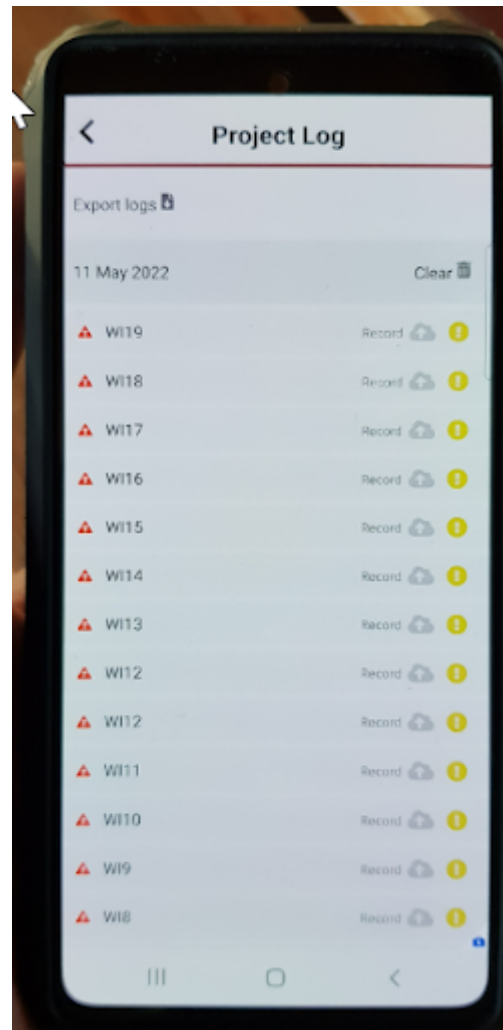 Project Log
Export logs
11 May 2022 Clear
WI19 Record
WI18 Record
WI17 Record
WI16 Record
WI15 Record
WI14 Record
WI13 Record
WI12 Record
WI12 Record
WI11 Record
WI10 Record
WI9 Record
WI8 Record